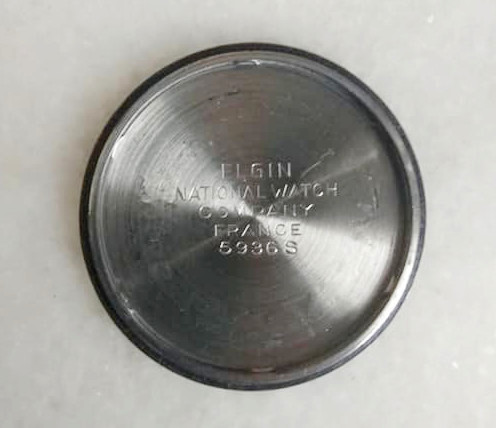 ELGIN
NATIONAL WATCH
COMPANY
FRANCE
5936 S